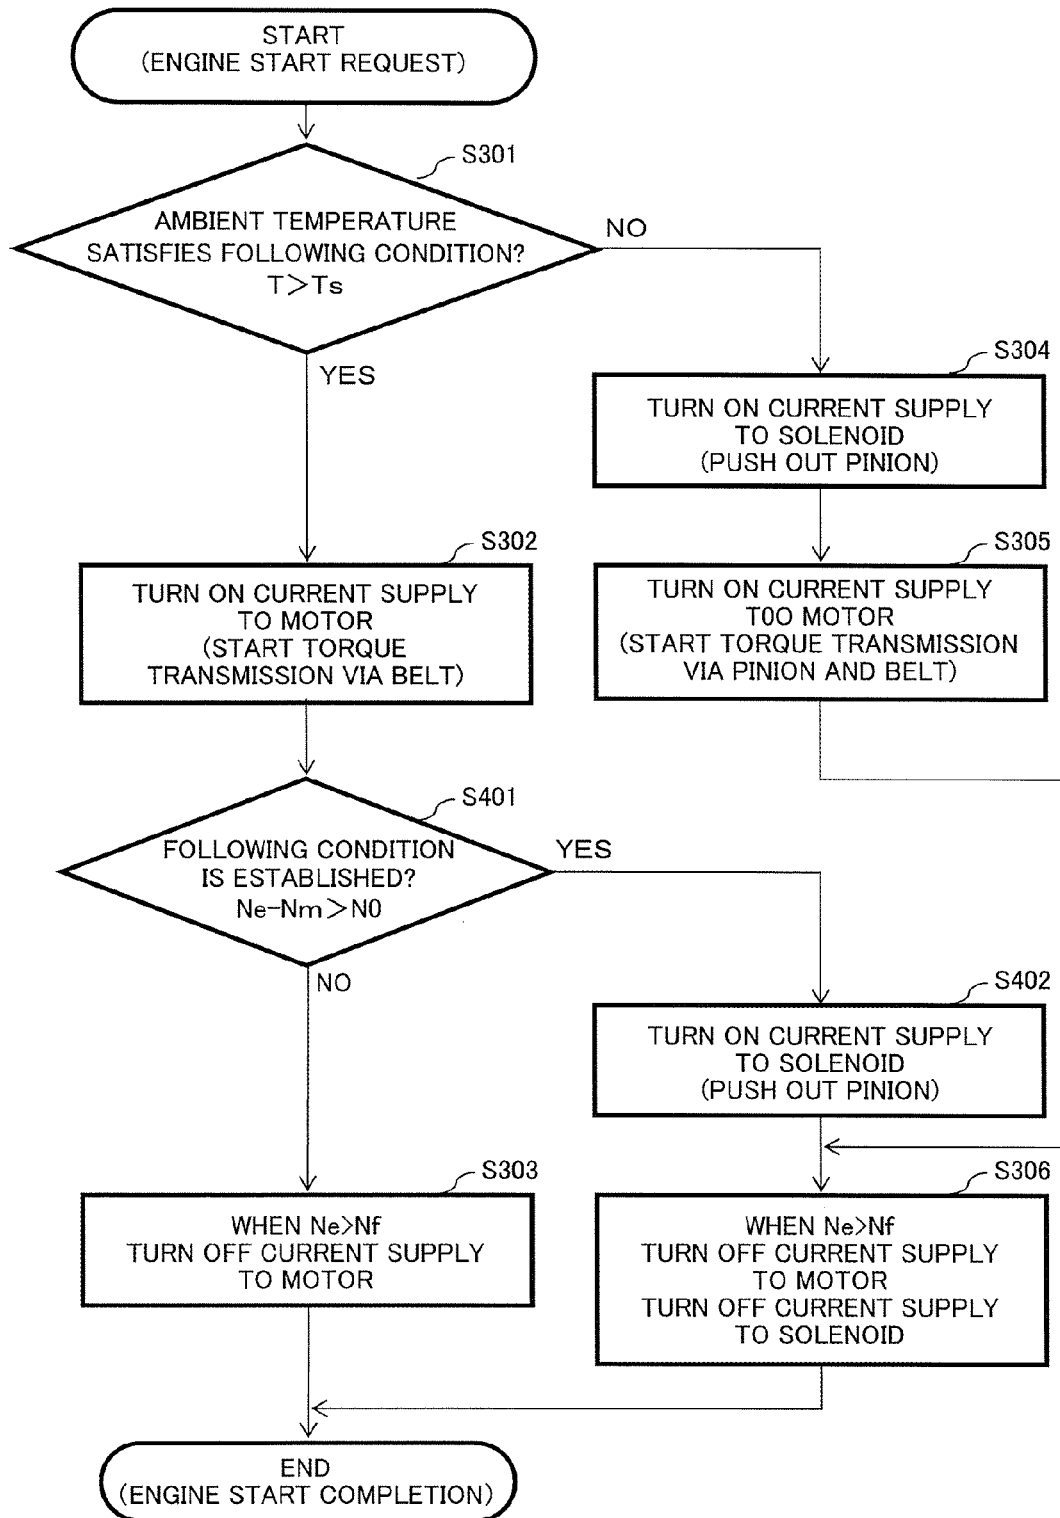 START
(ENGINE START REQUEST)
S301
AMBIENT TEMPERATURE
SATISFIES FOLLOWING CONDITION?
T>Ts
NO
YES
S304
TURN ON CURRENT SUPPLY
TO SOLENOID
(PUSH OUT PINION)
S302
TURN ON CURRENT SUPPLY
TO MOTOR
(START TORQUE
TRANSMISSION VIA BELT)
S305
TURN ON CURRENT SUPPLY
T0O MOTOR
(START TORQUE TRANSMISSION
VIA PINION AND BELT)
S401
FOLLOWING CONDITION
IS ESTABLISHED?
Ne-Nm>N0
YES
NO
S402
TURN ON CURRENT SUPPLY
TO SOLENOID
(PUSH OUT PINION)
S303
WHEN Ne>Nf
TURN OFF CURRENT SUPPLY
TO MOTOR
S306
WHEN Ne>Nf
TURN OFF CURRENT SUPPLY
TO MOTOR
TURN OFF CURRENT SUPPLY
TO SOLENOID
END
(ENGINE START COMPLETION)